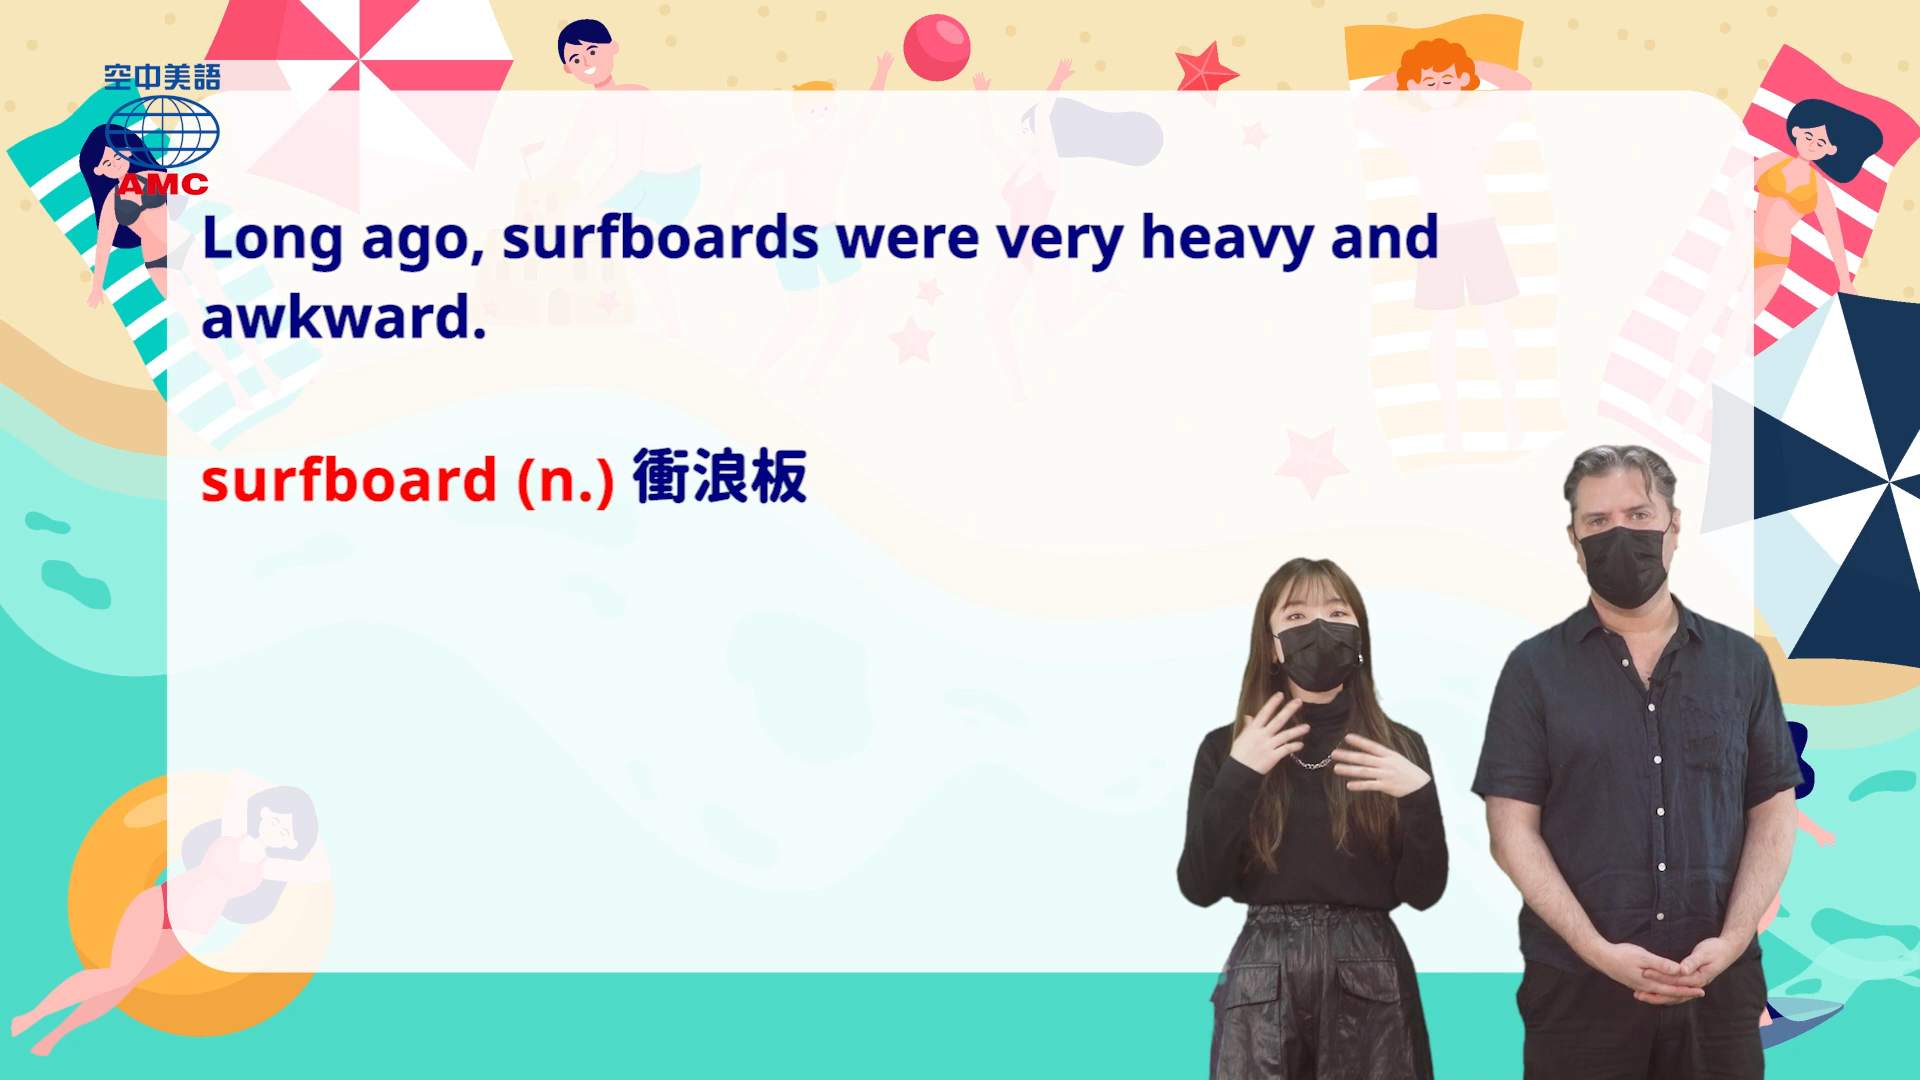 空中美語
AMC
Long ago, surfboards were very heavy and
awkward.
surfboard (n.) 衝浪板